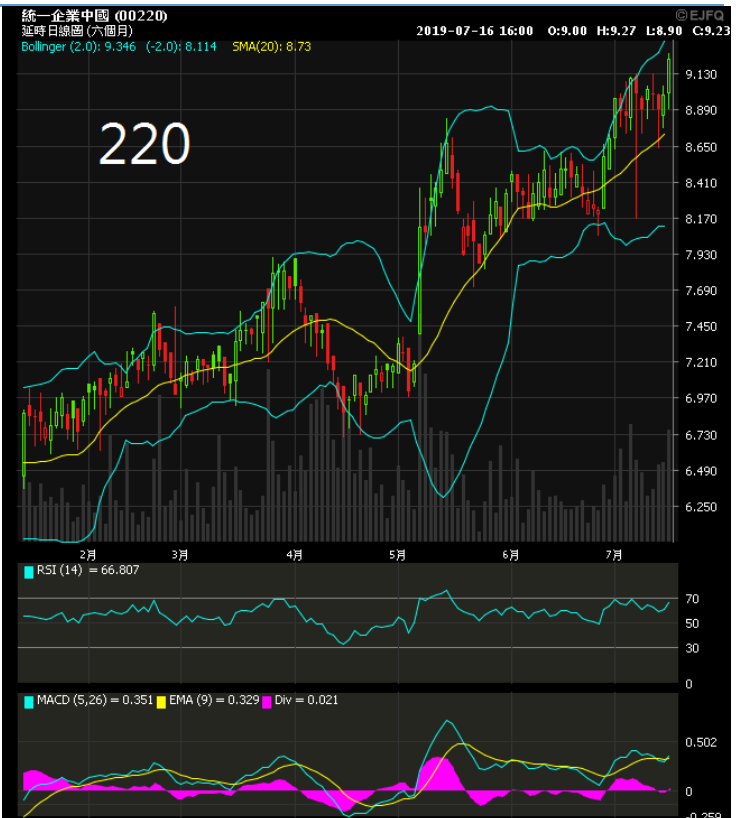 統一企業中國 (00220)
©EJFQ
延時日線圖 (六個月)
2019-07-16 16:00 O:9.00 H:9.27 L:8.90 C:9.23
Bollinger (2.0): 9.346 (-2.0): 8.114 SMA(20): 8.73
220
9.130
8.890
8.650
8.410
8.170
7.930
7.690
7.450
7.210
6.970
6.730
6.490
6.250
2月 3月 4月 5月 6月 7月
RSI (14) = 66.807
70
50
30
0
MACD (5,26) = 0.351 EMA (9) = 0.329 Div = 0.021
0.502
0
-0.259